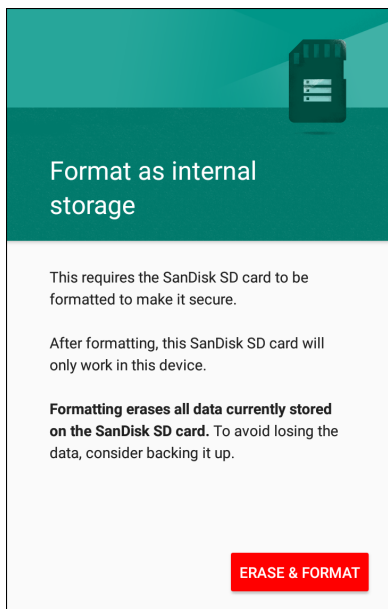 Format as internal
storage
This requires the SanDisk SD card to be
formatted to make it secure.
After formatting, this SanDisk SD card will
only work in this device.
Formatting erases all data currently stored
on the SanDisk SD card. To avoid losing the
data, consider backing it up.
ERASE & FORMAT